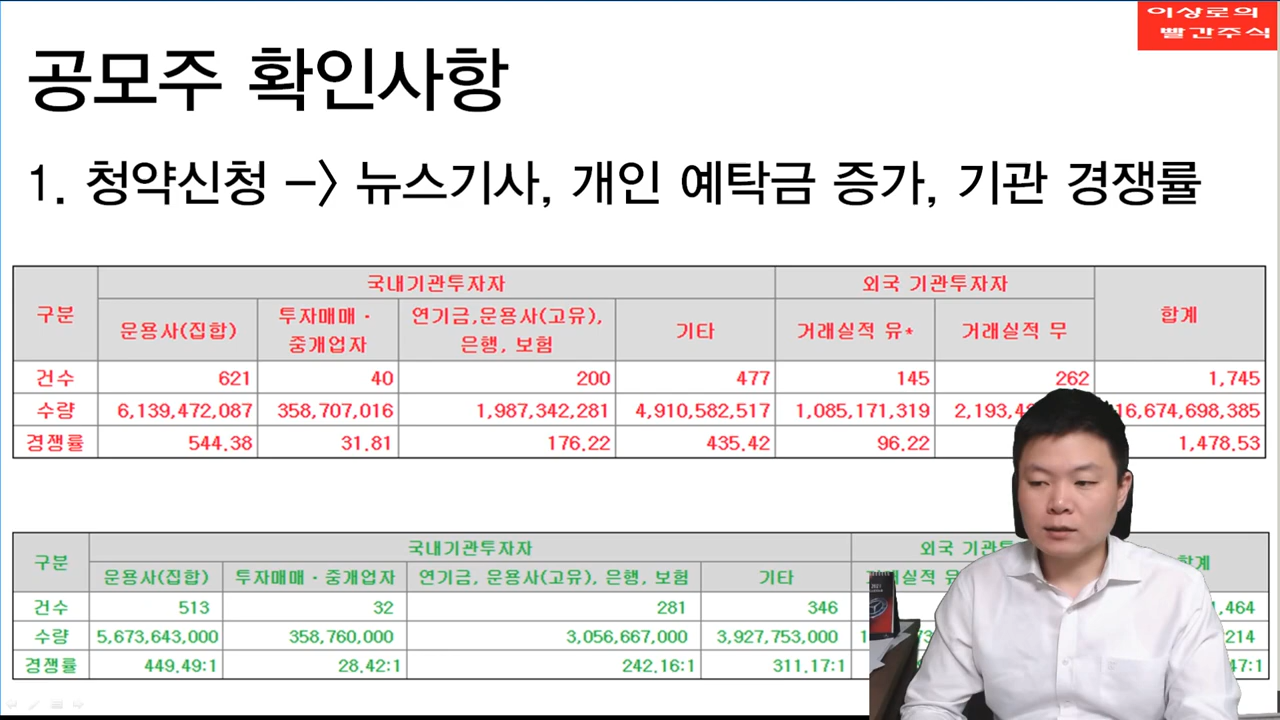 이상로의
빨간주식
공모주 확인사항
1. 청약신청 -> 뉴스기사, 개인 예탁금 증가, 기관 경쟁률
구분 국내기관투자자 외국 기관투자자 합계
운용사(집합) 투자매매· 중개업자 연기금,운용사(고유), 은행, 보험 기타 거래실적 유* 거래실적 무
건수 621 40 200 477 145 262 1,745
수량 6,139,472,087 358,707,016 1,987,342,281 4,910,582,517 1,085,171,319 16,674,698,385
경쟁률 544.38 31.81 176.22 435.42 96.22 1,478.53
구분 국내기관투자자 외국
운용사(집합) 투자매매·중개업자 연기금, 운용사(고유), 은행, 보험 기타
건수 513 32 281 346
수량 5,673,643,000 358,760,000 3,056,667,000 3,927,753,000
경쟁률 449.49:1 28.42:1 242.16:1 311.17:1